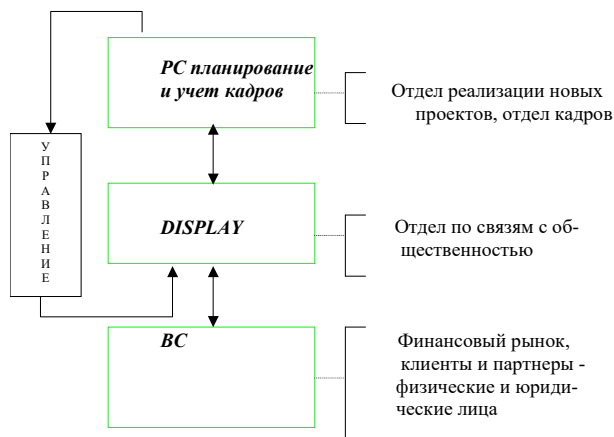 РС планирование
и учет кадров
Отдел реализации новых
проектов, отдел кадров
УПРАВЛЕНИЕ
DISPLAY
Отдел по связям с об-
щественностью
ВС
Финансовый рынок,
клиенты и партнеры -
физические и юриди-
ческие лица